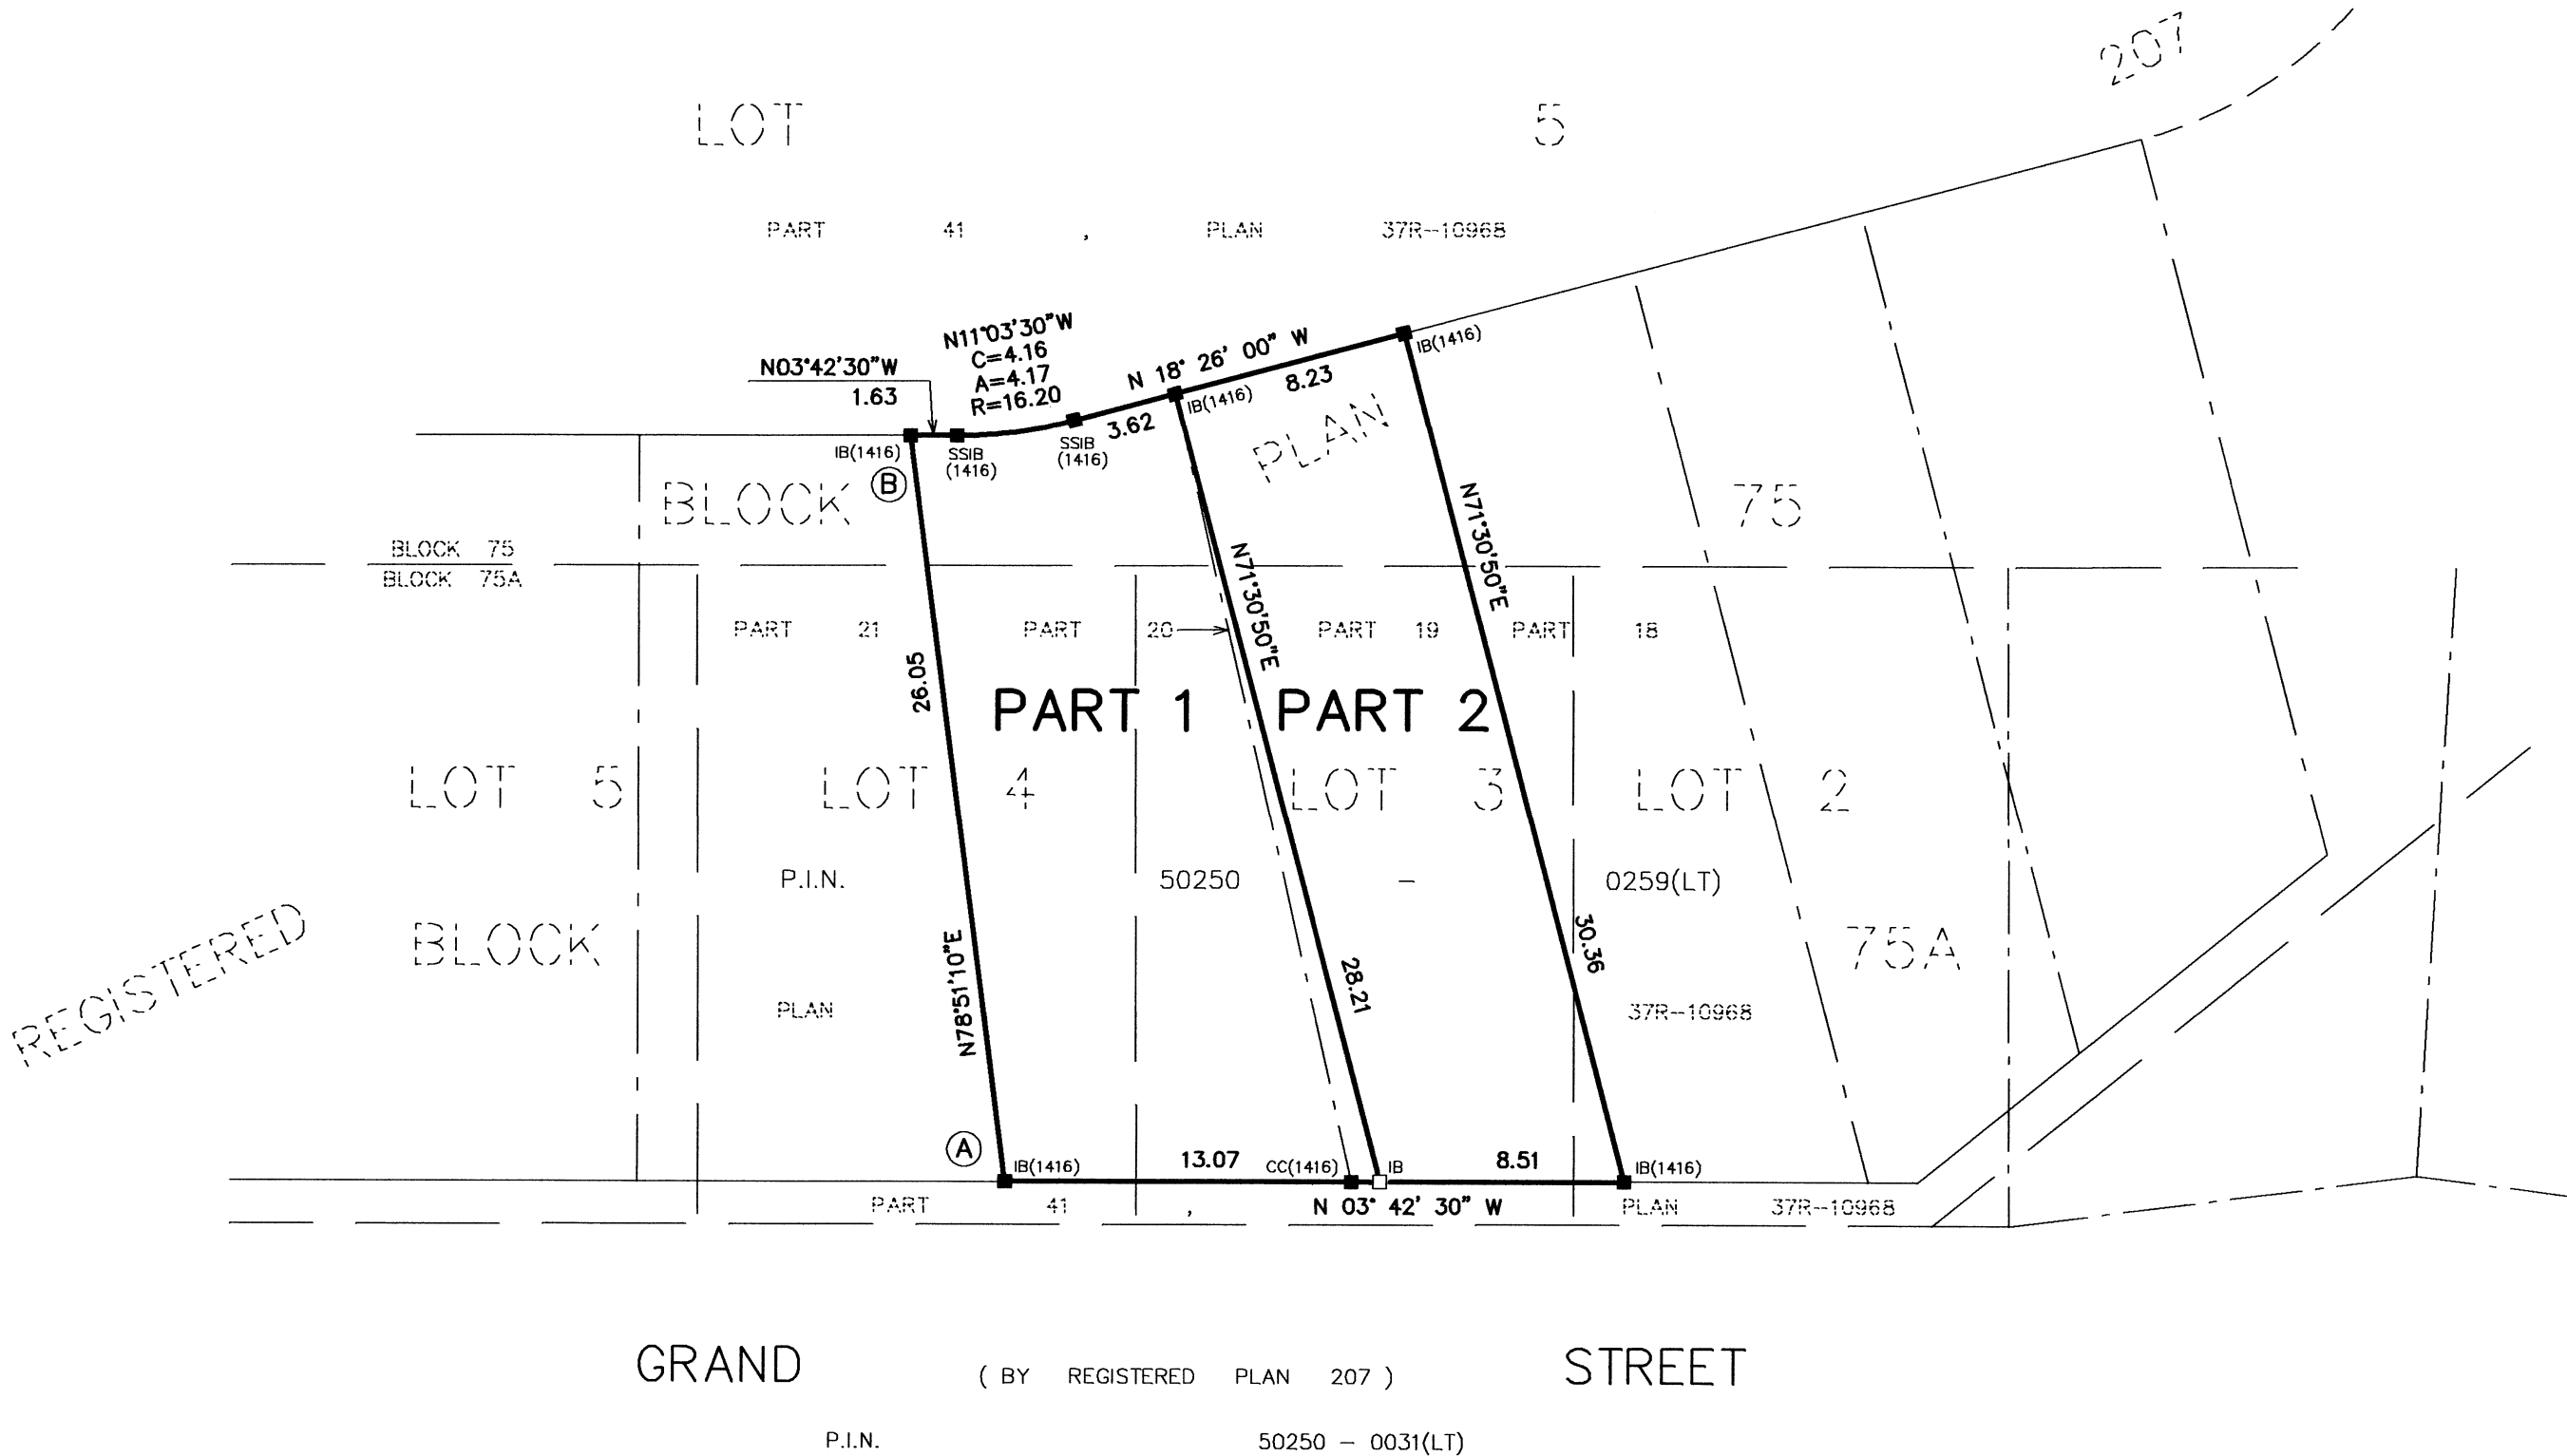 207
LOT 5
PART 41 , PLAN 37R-10968
N11°03'30"W
C=4.16
A=4.17
R=16.20
N03°42'30"W
1.63
N 18° 26' 00" W
8.23
3.62
IB(1416)
IB(1416)
IB(1416)
SSIB
(1416)
SSIB
(1416)
PLAN
B
BLOCK 75
BLOCK 75
BLOCK 75A
N71°30'50"E
N71°30'50"E
PART 21 PART 20 PART 19 PART 18
26.05
PART 1 PART 2
LOT 5 LOT 4 LOT 3 LOT 2
P.I.N. 50250 - 0259(LT)
REGISTERED
BLOCK 75A
N78°51'10"E
28.21
30.36
PLAN 37R-10968
A
IB(1416) 13.07 CC(1416) IB 8.51 IB(1416)
PART 41 , N 03° 42' 30" W PLAN 37R-10968
GRAND ( BY REGISTERED PLAN 207 ) STREET
P.I.N. 50250 - 0031(LT)